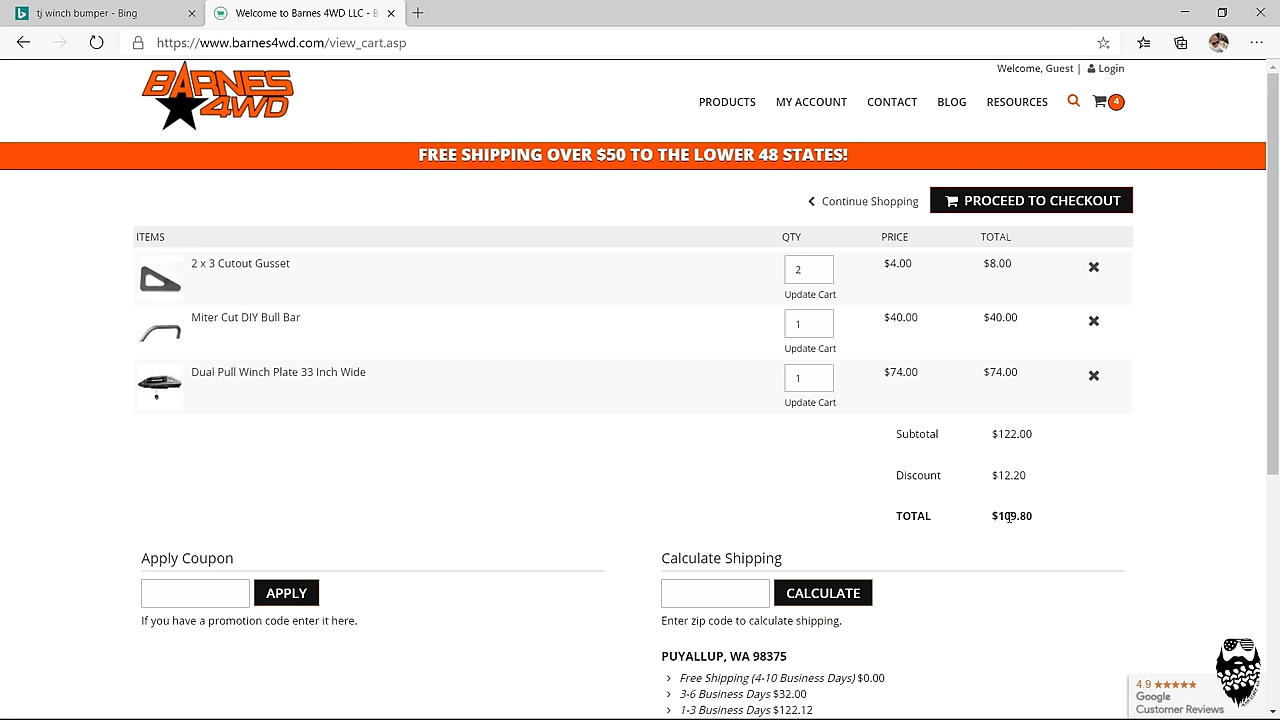 tj winch bumper - Bing
Welcome to Barnes 4WD LLC - B
https://www.barnes4wd.com/view_cart.asp
Welcome, Guest | Login
BARNES 4WD
PRODUCTS MY ACCOUNT CONTACT BLOG RESOURCES 4
FREE SHIPPING OVER $50 TO THE LOWER 48 STATES!
Continue Shopping PROCEED TO CHECKOUT
ITEMS QTY PRICE TOTAL
2 x 3 Cutout Gusset 2 $4.00 $8.00
Update Cart
Miter Cut DIY Bull Bar 1 $40.00 $40.00
Update Cart
Dual Pull Winch Plate 33 Inch Wide 1 $74.00 $74.00
Update Cart
Subtotal $122.00
Discount $12.20
TOTAL $109.80
Apply Coupon
APPLY
If you have a promotion code enter it here.
Calculate Shipping
CALCULATE
Enter zip code to calculate shipping.
PUYALLUP, WA 98375
Free Shipping (4-10 Business Days) $0.00
3-6 Business Days $32.00
1-3 Business Days $122.12
4.9 ★★★★★
Google
Customer Reviews